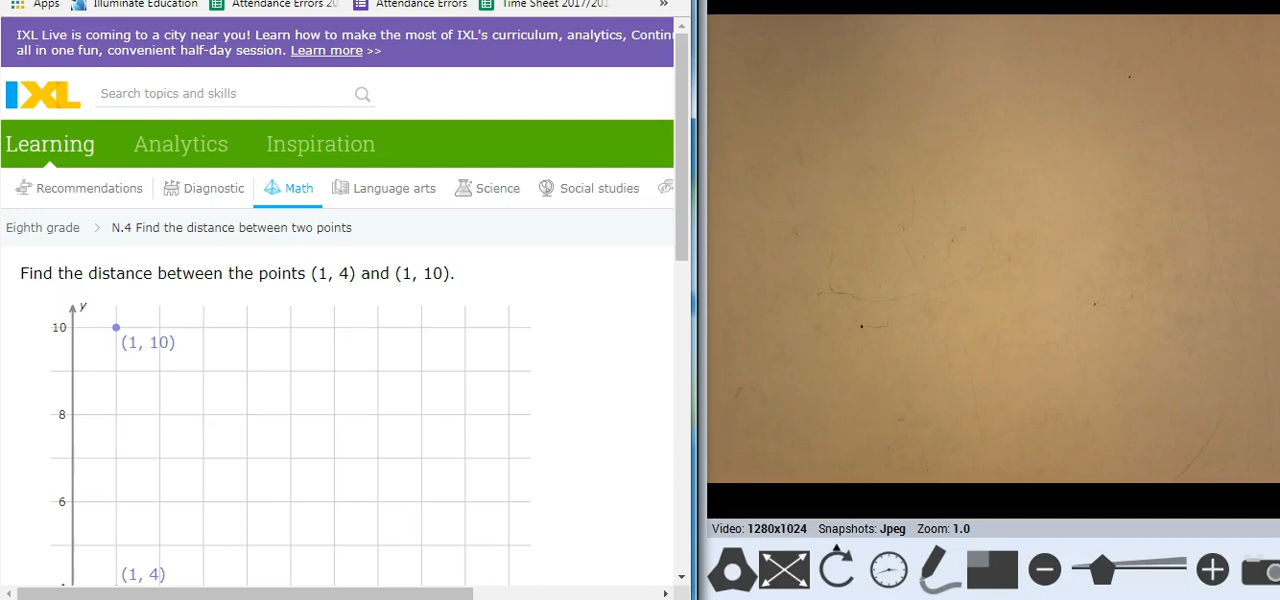 Apps Illuminate Education Attendance Errors 20 Attendance Errors Time Sheet 2017/201 »
IXL Live is coming to a city near you! Learn how to make the most of IXL's curriculum, analytics, Contin
all in one fun, convenient half-day session. Learn more >>
IXL Search topics and skills
Learning Analytics Inspiration
Recommendations Diagnostic Math Language arts Science Social studies
Eighth grade > N.4 Find the distance between two points
Find the distance between the points (1, 4) and (1, 10).
y
10
(1, 10)
8
6
(1, 4)
Video: 1280x1024 Snapshots: Jpeg Zoom: 1.0